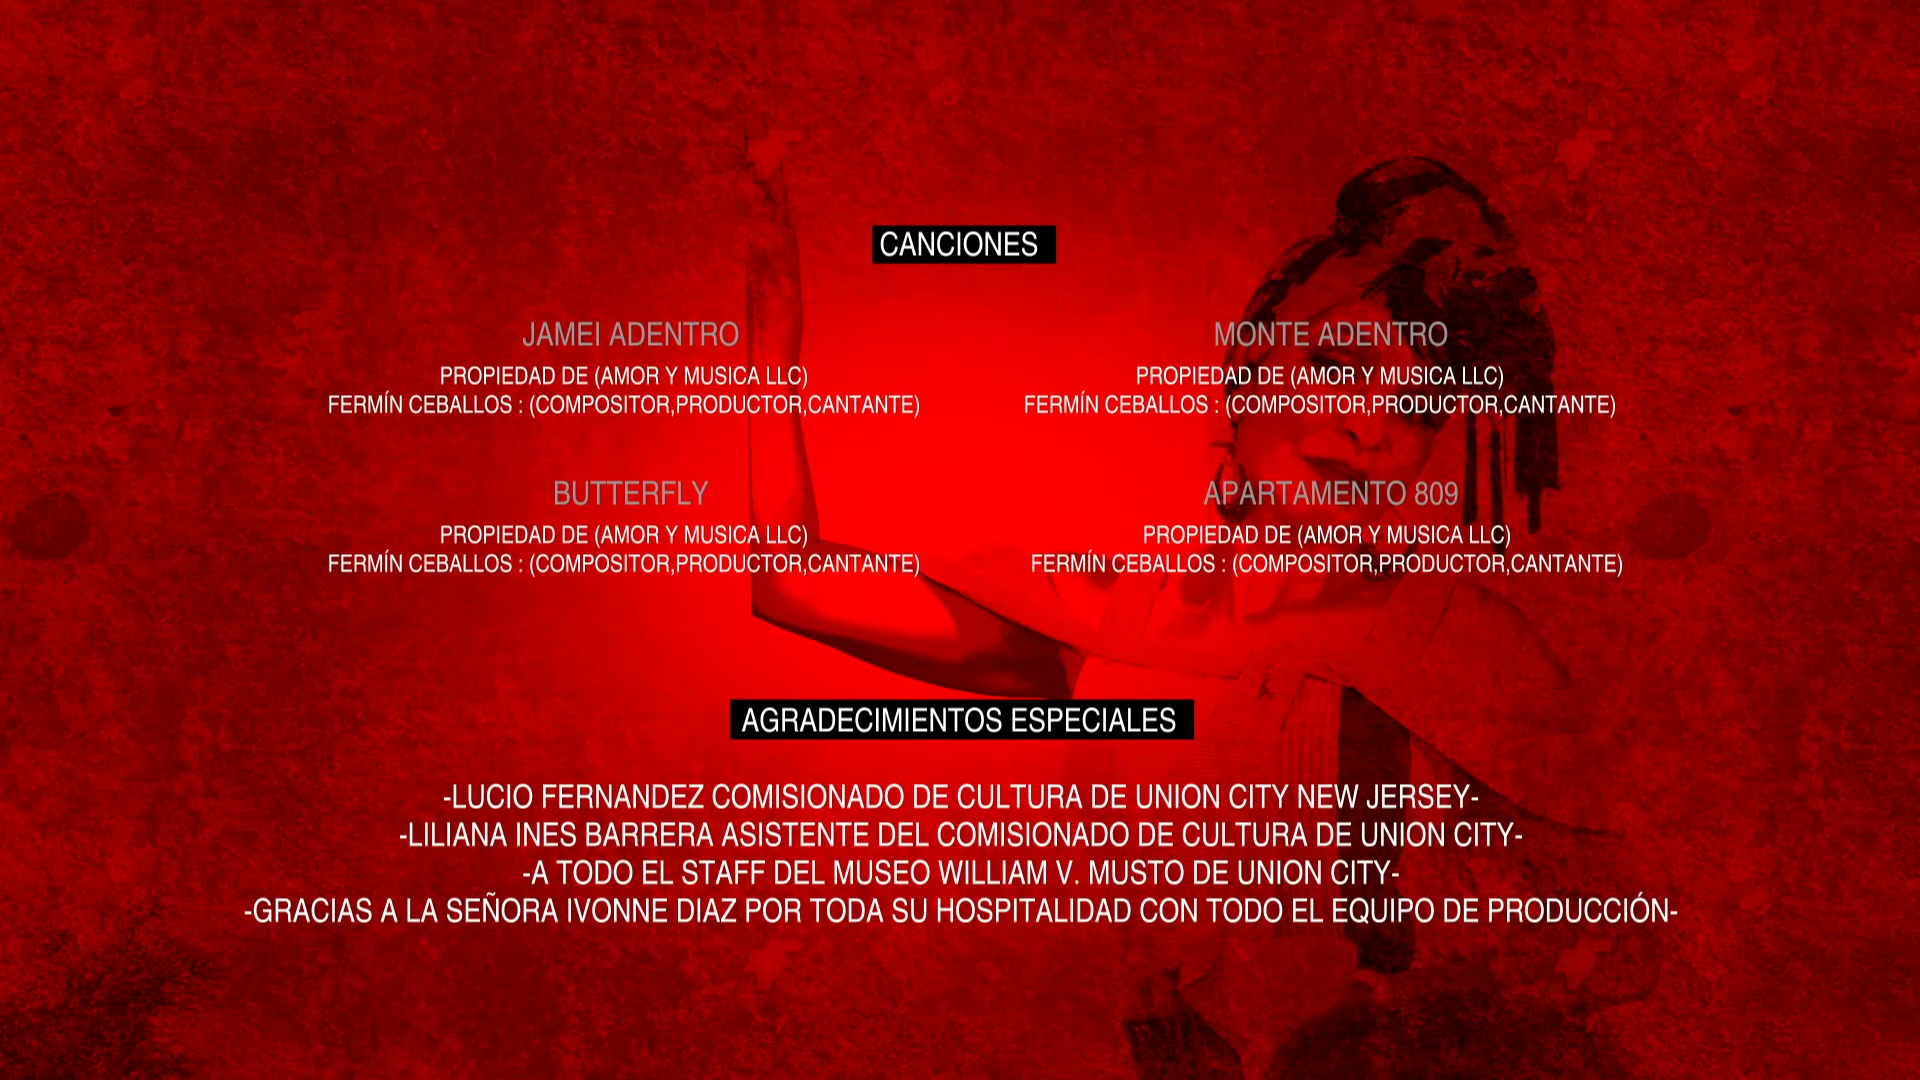 CANCIONES
JAMEI ADENTRO
PROPIEDAD DE (AMOR Y MUSICA LLC)
FERMÍN CEBALLOS : (COMPOSITOR,PRODUCTOR,CANTANTE)
MONTE ADENTRO
PROPIEDAD DE (AMOR Y MUSICA LLC)
FERMÍN CEBALLOS : (COMPOSITOR,PRODUCTOR,CANTANTE)
BUTTERFLY
PROPIEDAD DE (AMOR Y MUSICA LLC)
FERMÍN CEBALLOS : (COMPOSITOR,PRODUCTOR,CANTANTE)
APARTAMENTO 809
PROPIEDAD DE (AMOR Y MUSICA LLC)
FERMÍN CEBALLOS : (COMPOSITOR,PRODUCTOR,CANTANTE)
AGRADECIMIENTOS ESPECIALES
-LUCIO FERNANDEZ COMISIONADO DE CULTURA DE UNION CITY NEW JERSEY-
-LILIANA INES BARRERA ASISTENTE DEL COMISIONADO DE CULTURA DE UNION CITY-
-A TODO EL STAFF DEL MUSEO WILLIAM V. MUSTO DE UNION CITY-
-GRACIAS A LA SEÑORA IVONNE DIAZ POR TODA SU HOSPITALIDAD CON TODO EL EQUIPO DE PRODUCCIÓN-